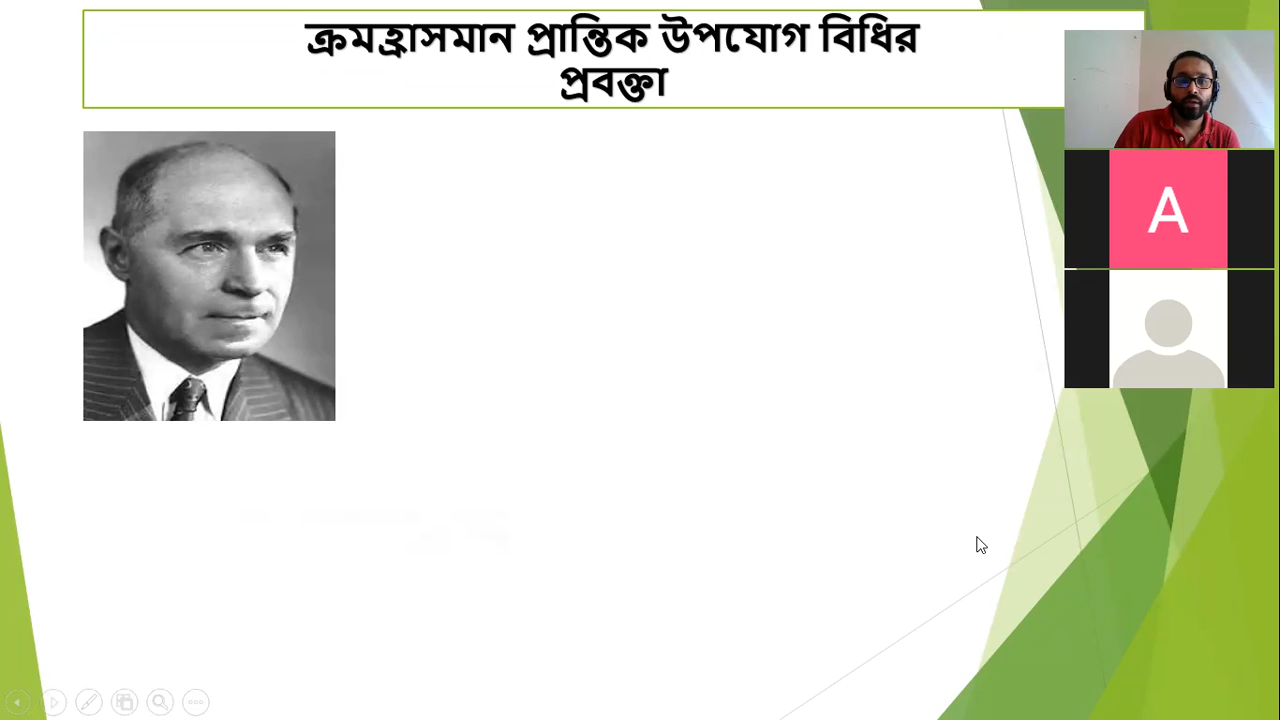 ক্রমহ্রাসমান প্রান্তিক উপযোগ বিধির
প্রবক্তা
A